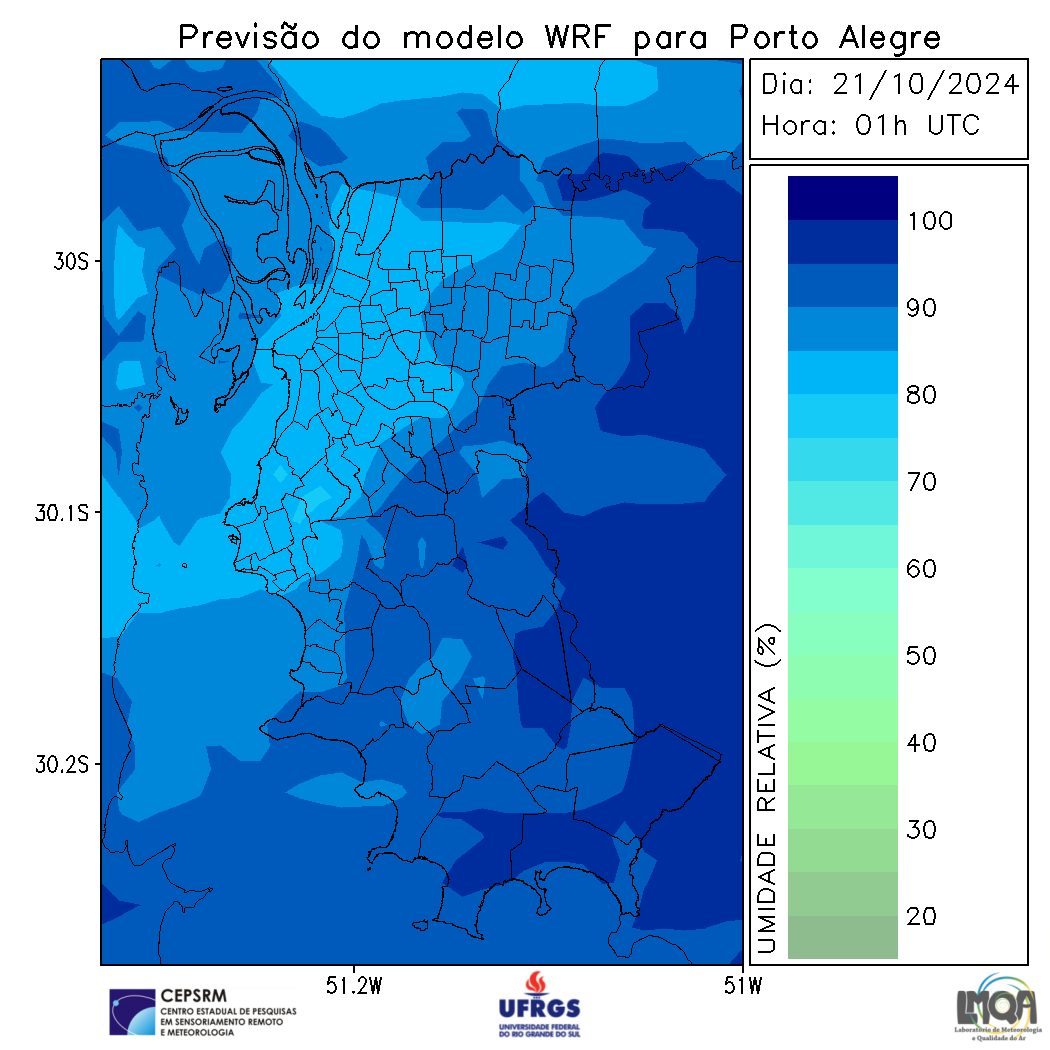 Previsão do modelo WRF para Porto Alegre
Dia: 21/10/2024
Hora: 01h UTC
100
90
80
70
60
50
40
30
20
UMIDADE RELATIVA (%)
30S
30.1S
30.2S
51.2W
51W
CEPSRM
CENTRO ESTADUAL DE PESQUISAS
EM SENSORIAMENTO REMOTO
E METEOROLOGIA
UFRGS
UNIVERSIDADE FEDERAL
DO RIO GRANDE DO SUL
LMQA
Laboratório de Meteorologia
e Qualidade do Ar